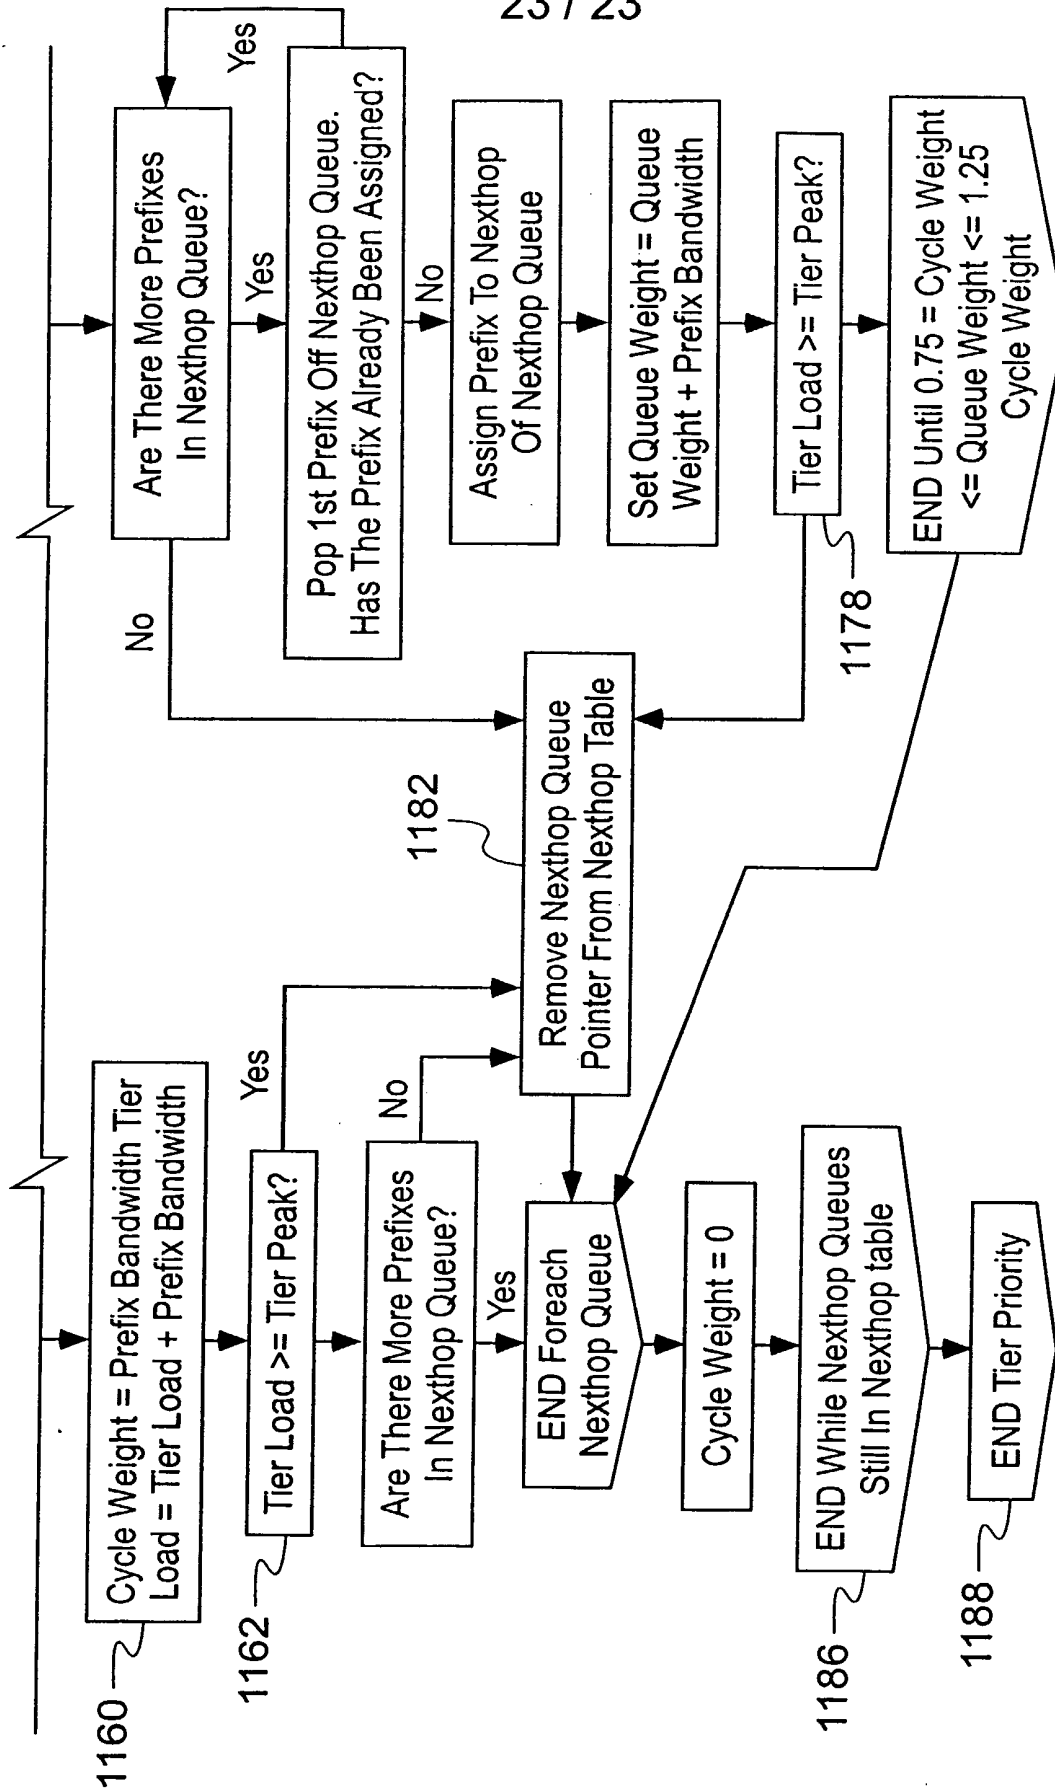 23 / 23
1160
Cycle Weight = Prefix Bandwidth Tier
Load = Tier Load + Prefix Bandwidth
1162
Tier Load >= Tier Peak?
Yes
Are There More Prefixes
In Nexthop Queue?
No
Yes
END Foreach
Nexthop Queue
Cycle Weight = 0
1186
END While Nexthop Queues
Still In Nexthop table
1188
END Tier Priority
1182
Remove Nexthop Queue
Pointer From Nexthop Table
Are There More Prefixes
In Nexthop Queue?
No
Yes
Yes
Pop 1st Prefix Off Nexthop Queue.
Has The Prefix Already Been Assigned?
No
Assign Prefix To Nexthop
Of Nexthop Queue
Set Queue Weight = Queue
Weight + Prefix Bandwidth
Tier Load >= Tier Peak?
1178
END Until 0.75 = Cycle Weight
<= Queue Weight <= 1.25
Cycle Weight